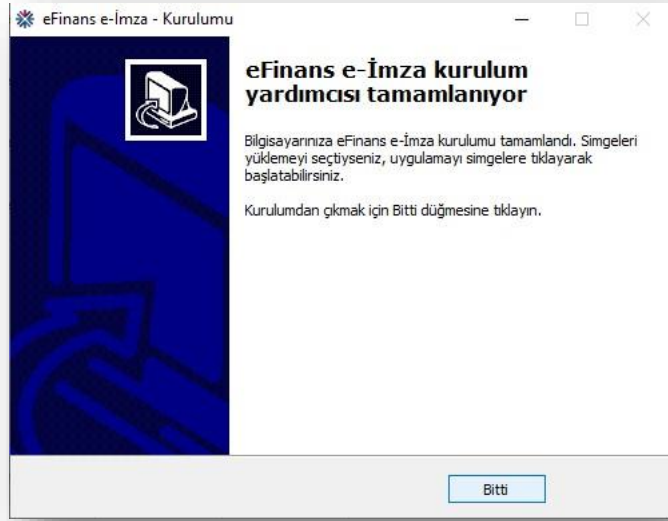 eFinans e-İmza - Kurulumu
eFinans e-İmza kurulum
yardımcısı tamamlanıyor
Bilgisayarınıza eFinans e-İmza kurulumu tamamlandı. Simgeleri
yüklemeyi seçtiyseniz, uygulamayı simgelere tıklayarak
başlatabilirsiniz.
Kurulumdan çıkmak için Bitti düğmesine tıklayın.
Bitti